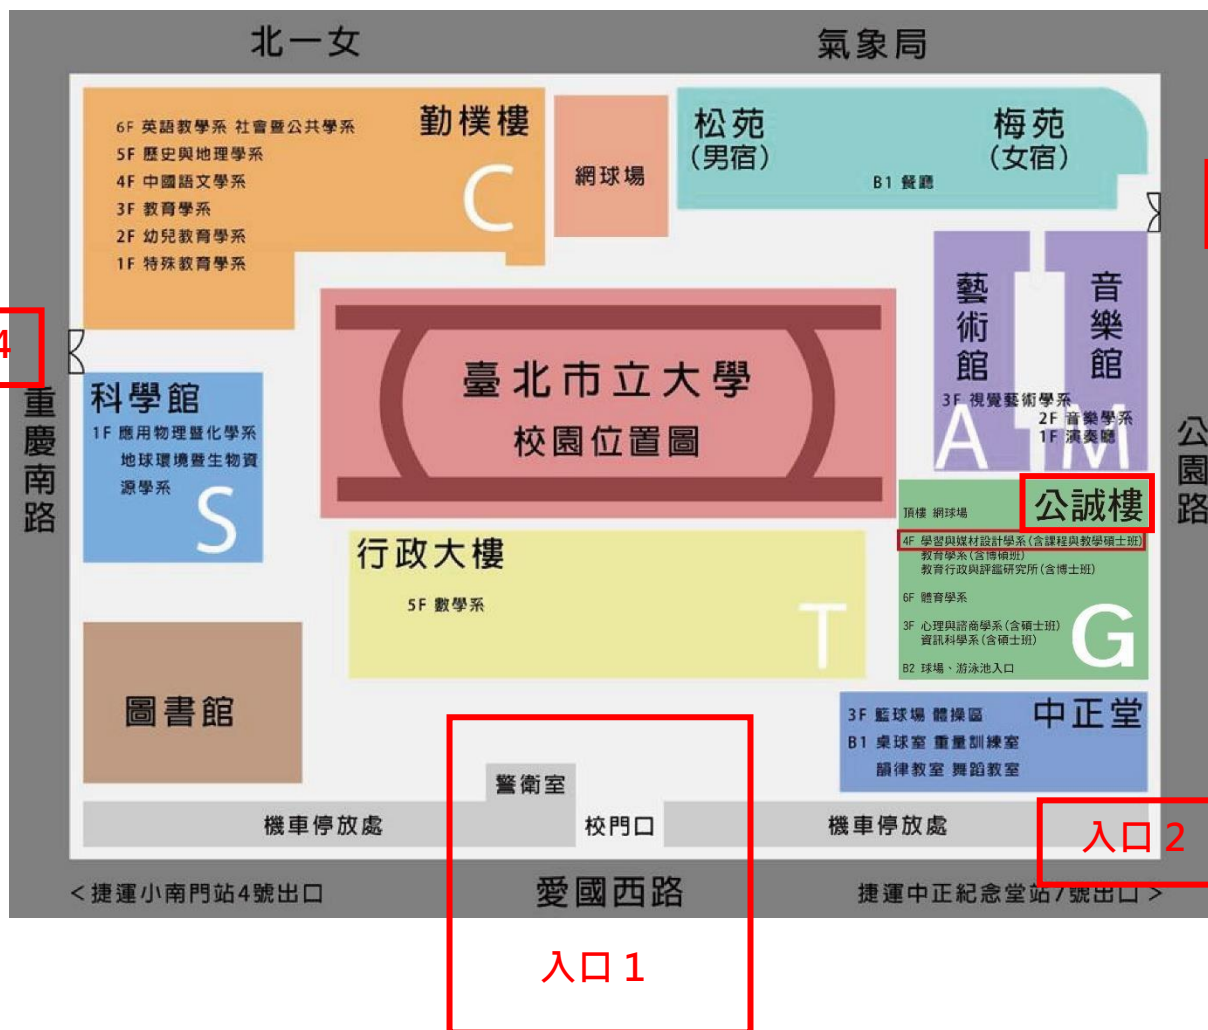 北一女
氣象局
勤樸樓
6F 英語教學系 社會暨公共學系
5F 歷史與地理學系
4F 中國語文學系
3F 教育學系
2F 幼兒教育學系
1F 特殊教育學系
C
網球場
松苑
(男宿)
梅苑
(女宿)
B1 餐廳
4
重慶南路
科學館
1F 應用物理暨化學系
地球環境暨生物資
源學系
S
臺北市立大學
校園位置圖
藝術館
音樂館
3F 視覺藝術學系
2F 音樂學系
1F 演奏廳
A
M
公園路
公誠樓
頂樓 網球場
4F 學習與媒材設計學系(含課程與教學碩士班)
教育學系(含博碩班)
教育行政與評鑑研究所(含博士班)
6F 體育學系
3F 心理與諮商學系(含碩士班)
資訊科學系(含碩士班)
B2 球場、游泳池入口
G
行政大樓
5F 數學系
T
圖書館
中正堂
3F 籃球場 體操區
B1 桌球室 重量訓練室
韻律教室 舞蹈教室
警衛室
機車停放處
校門口
機車停放處
入口 2
<捷運小南門站4號出口
愛國西路
捷運中正紀念堂站7號出口>
入口 1